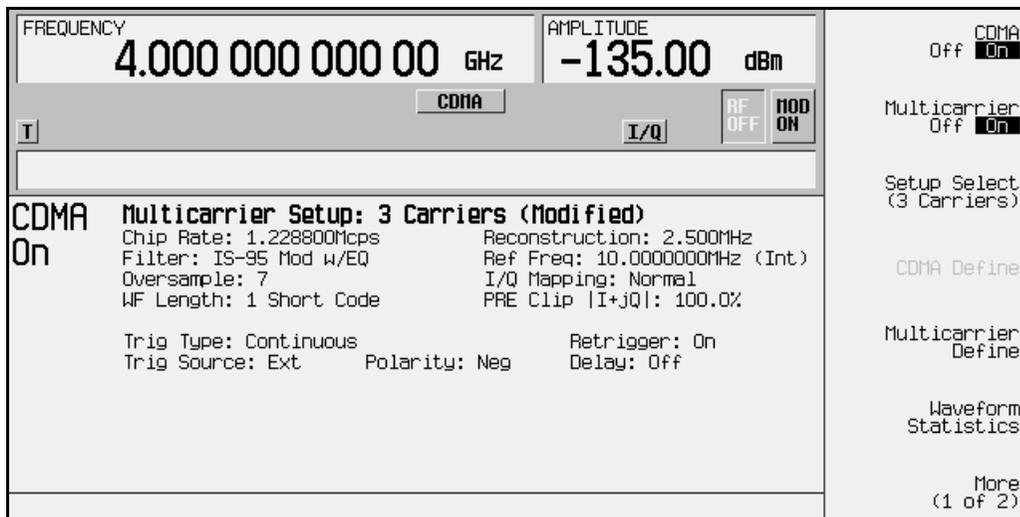 FREQUENCY
4.000 000 000 00 GHz
AMPLITUDE
-135.00 dBm
CDMA
RF OFF
MOD ON
T
I/Q
CDMA On
Multicarrier Setup: 3 Carriers (Modified)
Chip Rate: 1.228800Mcps Reconstruction: 2.500MHz
Filter: IS-95 Mod w/EQ Ref Freq: 10.0000000MHz (Int)
Oversample: 7 I/Q Mapping: Normal
WF Length: 1 Short Code PRE Clip |I+jQ|: 100.0%
Trig Type: Continuous Retrigger: On
Trig Source: Ext Polarity: Neg Delay: Off
CDMA
Off On
Multicarrier
Off On
Setup Select
(3 Carriers)
CDMA Define
Multicarrier
Define
Waveform
Statistics
More
(1 of 2)